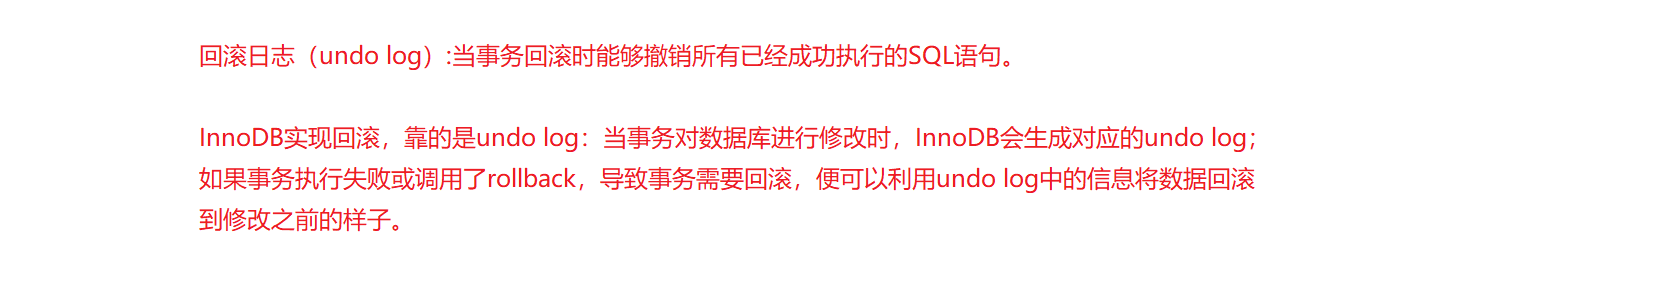 回滚日志（undo log）:当事务回滚时能够撤销所有已经成功执行的SQL语句。
InnoDB实现回滚，靠的是undo log：当事务对数据库进行修改时，InnoDB会生成对应的undo log；
如果事务执行失败或调用了rollback，导致事务需要回滚，便可以利用undo log中的信息将数据回滚
到修改之前的样子。